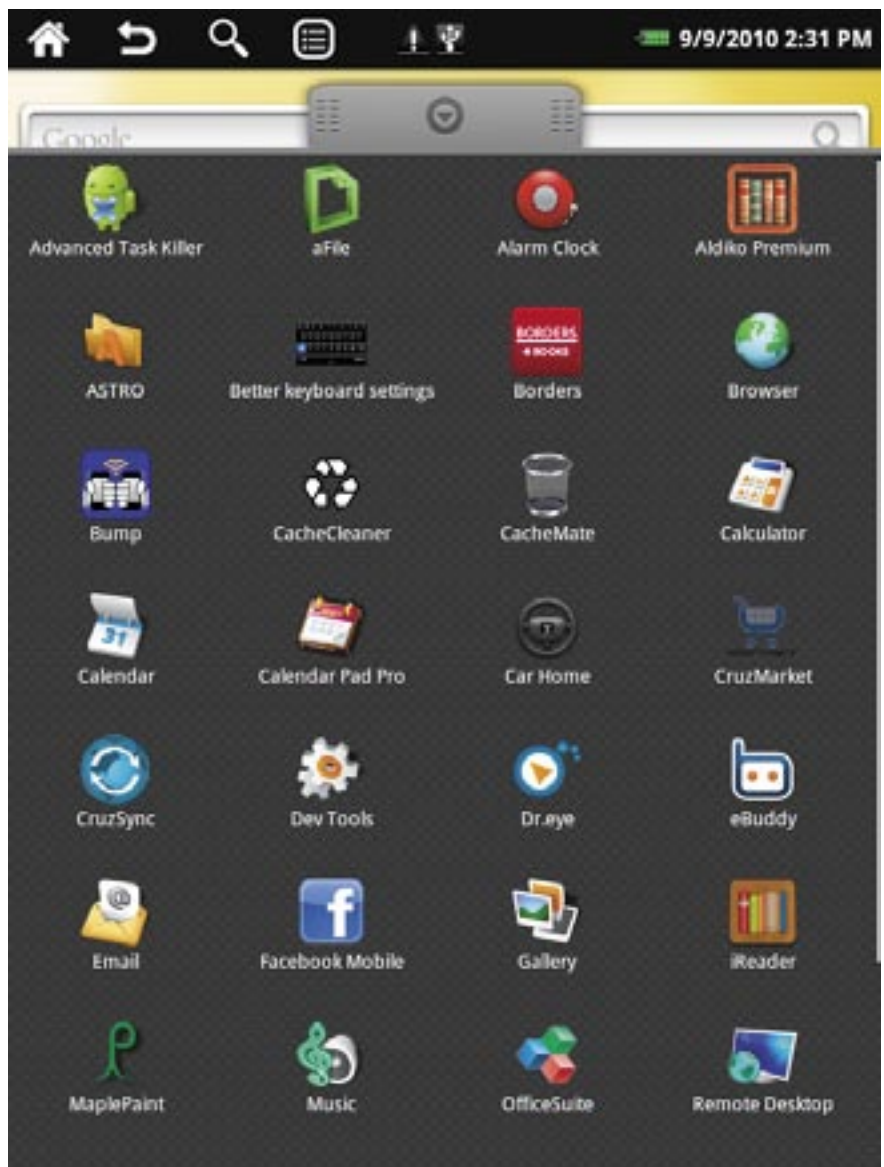 9/9/2010 2:31 PM
Google
Advanced Task Killer
aFile
Alarm Clock
Aldiko Premium
ASTRO
Better keyboard settings
BORDERS
Borders
Browser
Bump
CacheCleaner
CacheMate
Calculator
31
Calendar
Calendar Pad Pro
Car Home
CruzMarket
CruzSync
Dev Tools
Dr.eye
eBuddy
@
Email
f
Facebook Mobile
Gallery
iReader
MaplePaint
Music
OfficeSuite
Remote Desktop